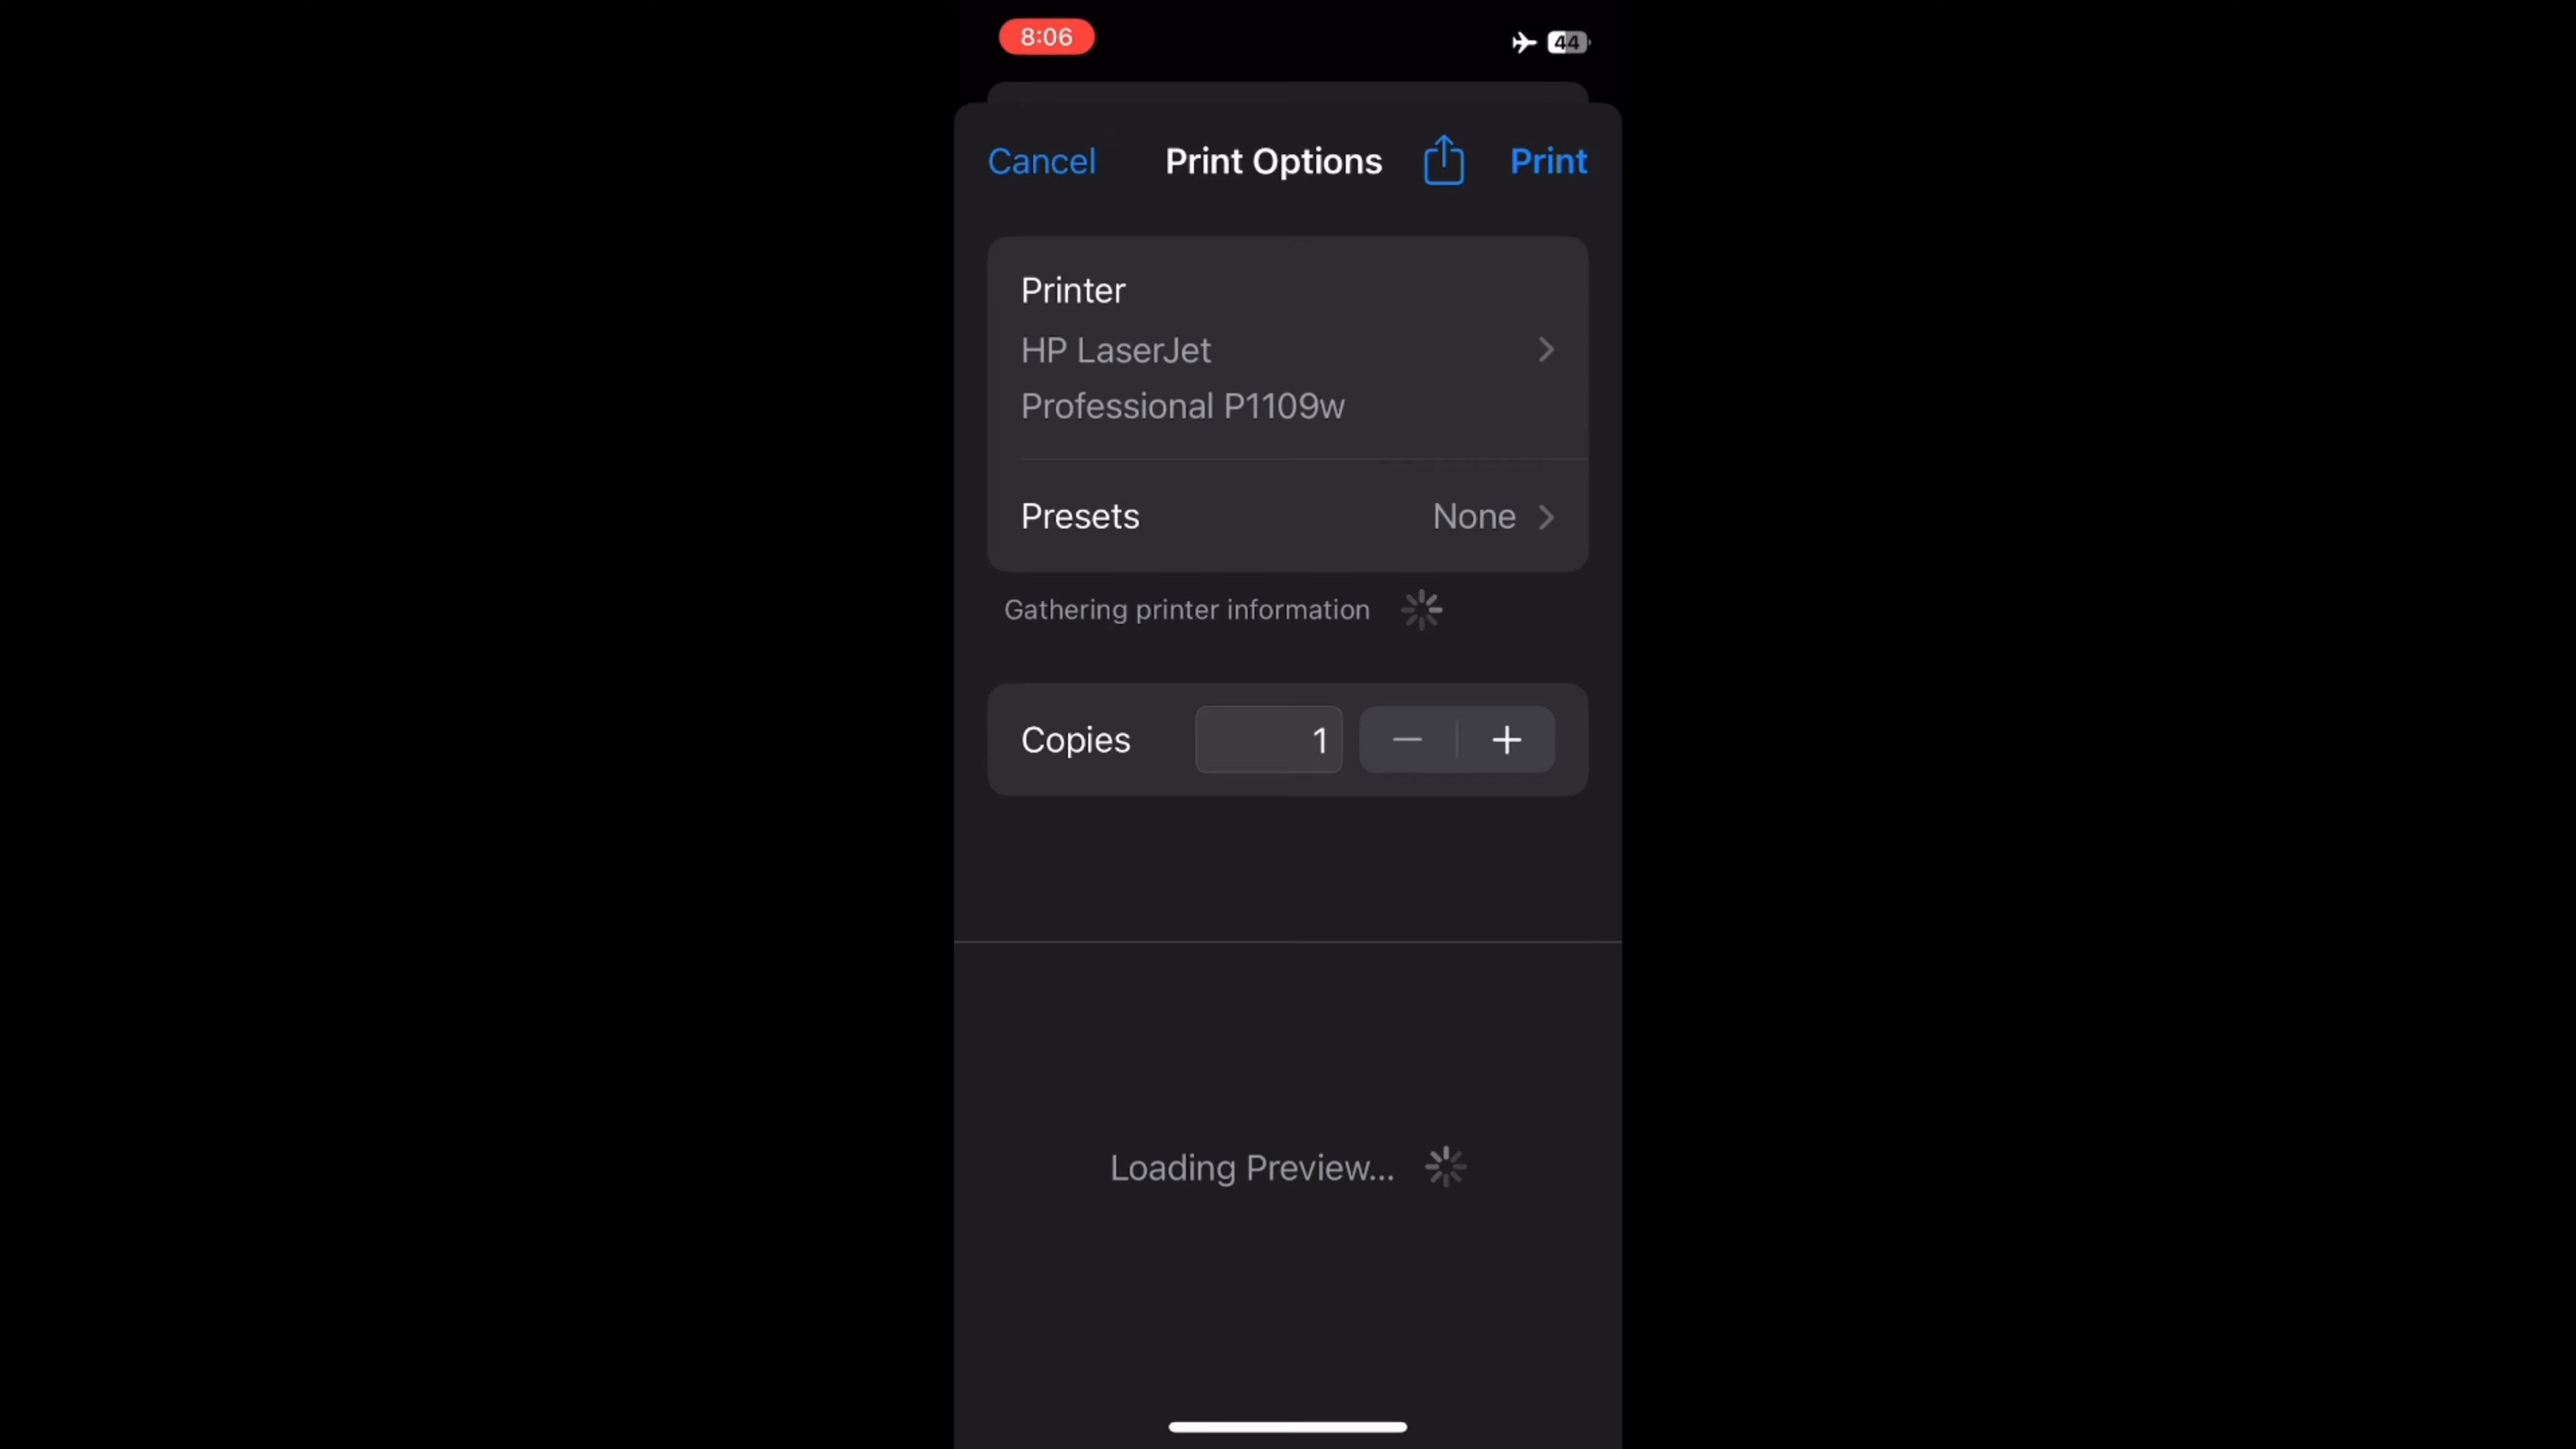 8:06
44
Cancel Print Options Print
Printer
HP LaserJet
Professional P1109w
Presets None
Gathering printer information
Copies 1
Loading Preview...